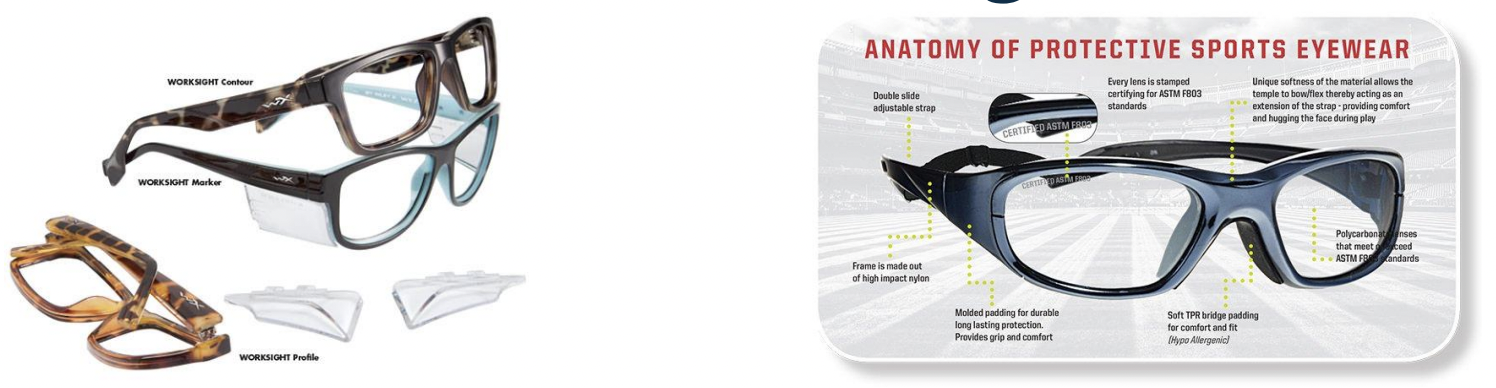 WORKSIGHT Contour
WORKSIGHT Marker
WORKSIGHT Profile
ANATOMY OF PROTECTIVE SPORTS EYEWEAR
Double slide
adjustable strap
Every lens is stamped
certifying for ASTM F803
standards
Unique softness of the material allows the
temple to bow/flex thereby acting as an
extension of the strap - providing comfort
and hugging the face during play
CERTIFIED ASTM F803
CERTIFIED ASTM F803
Frame is made out
of high impact nylon
Molded padding for durable
long lasting protection.
Provides grip and comfort
Soft TPR bridge padding
for comfort and fit
(Hypo Allergenic)
Polycarbonate lenses
that meet or exceed
ASTM F803 standards